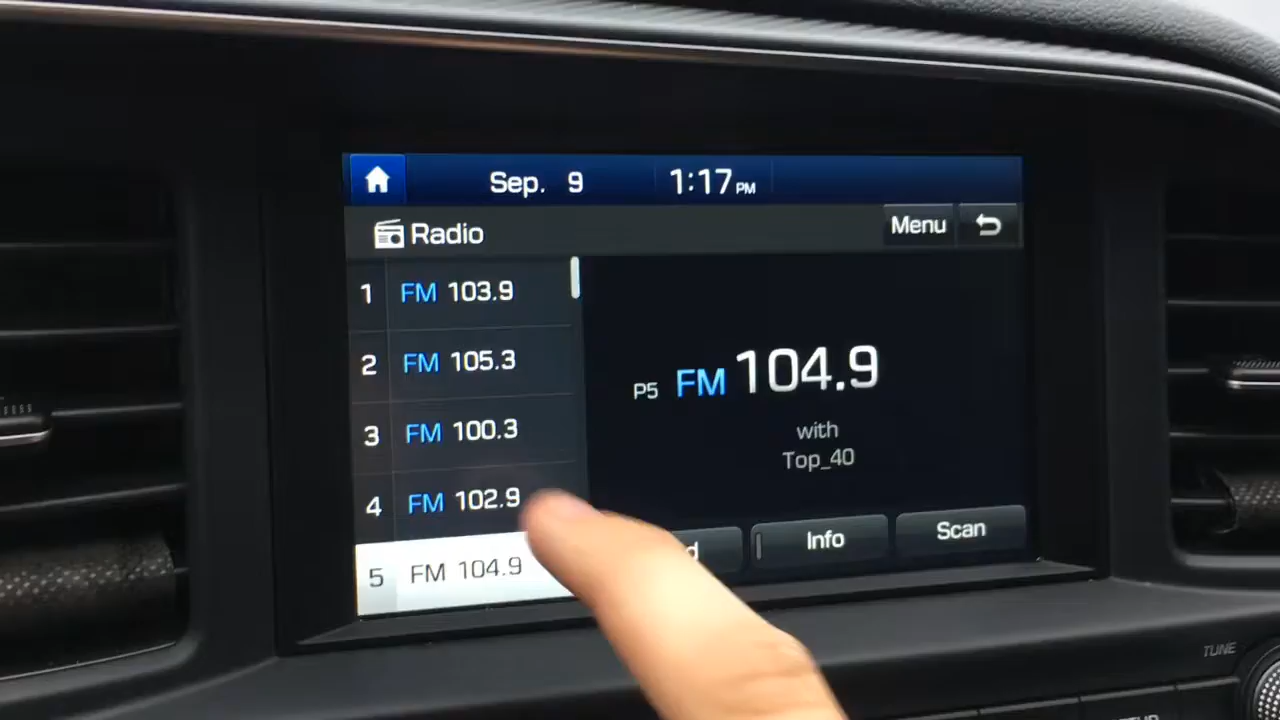 Sep. 9 1:17 PM
Radio Menu
1 FM 103.9
2 FM 105.3
3 FM 100.3
4 FM 102.9
5 FM 104.9
P5 FM 104.9
with
Top_40
Info Scan
TUNE